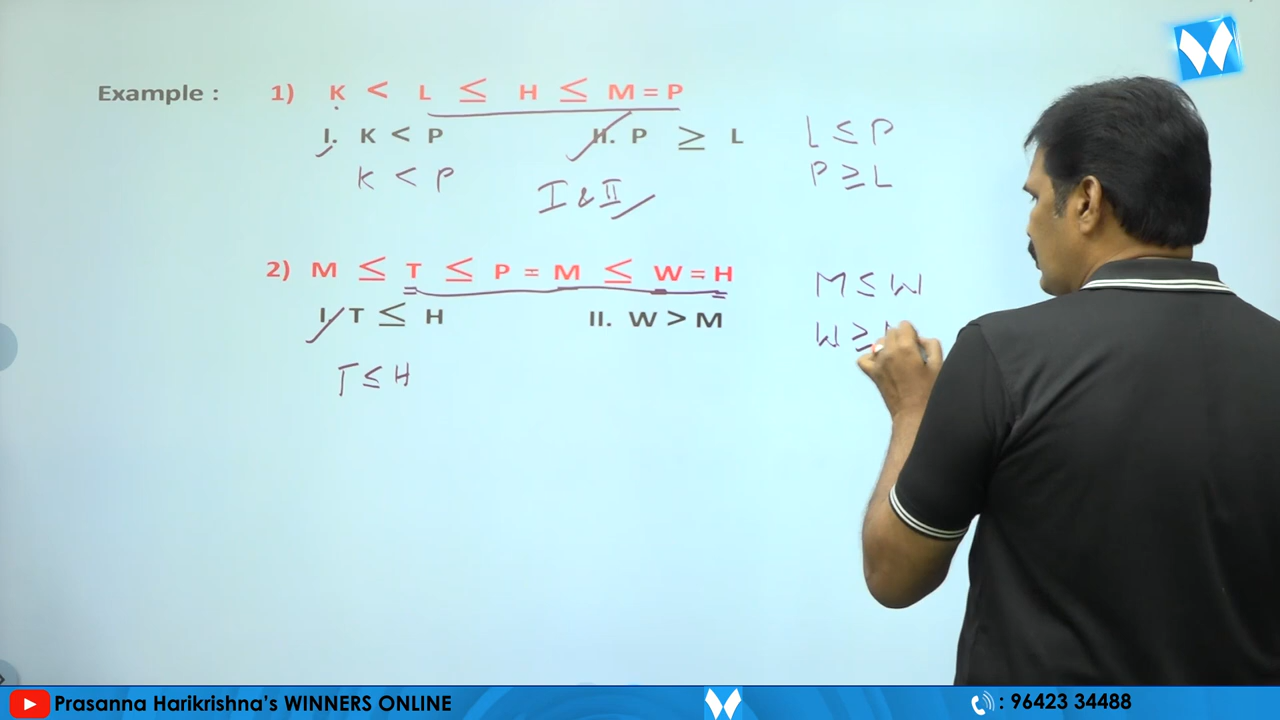 Example : 1) K < L ≤ H ≤ M = P
I. K < P II. P ≥ L
L ≤ P
K < P
P ≥ L
I & II
2) M ≤ T ≤ P = M ≤ W = H
M ≤ W
I. T ≤ H II. W > M
W ≥
T ≤ H
Prasanna Harikrishna's WINNERS ONLINE
: 96423 34488